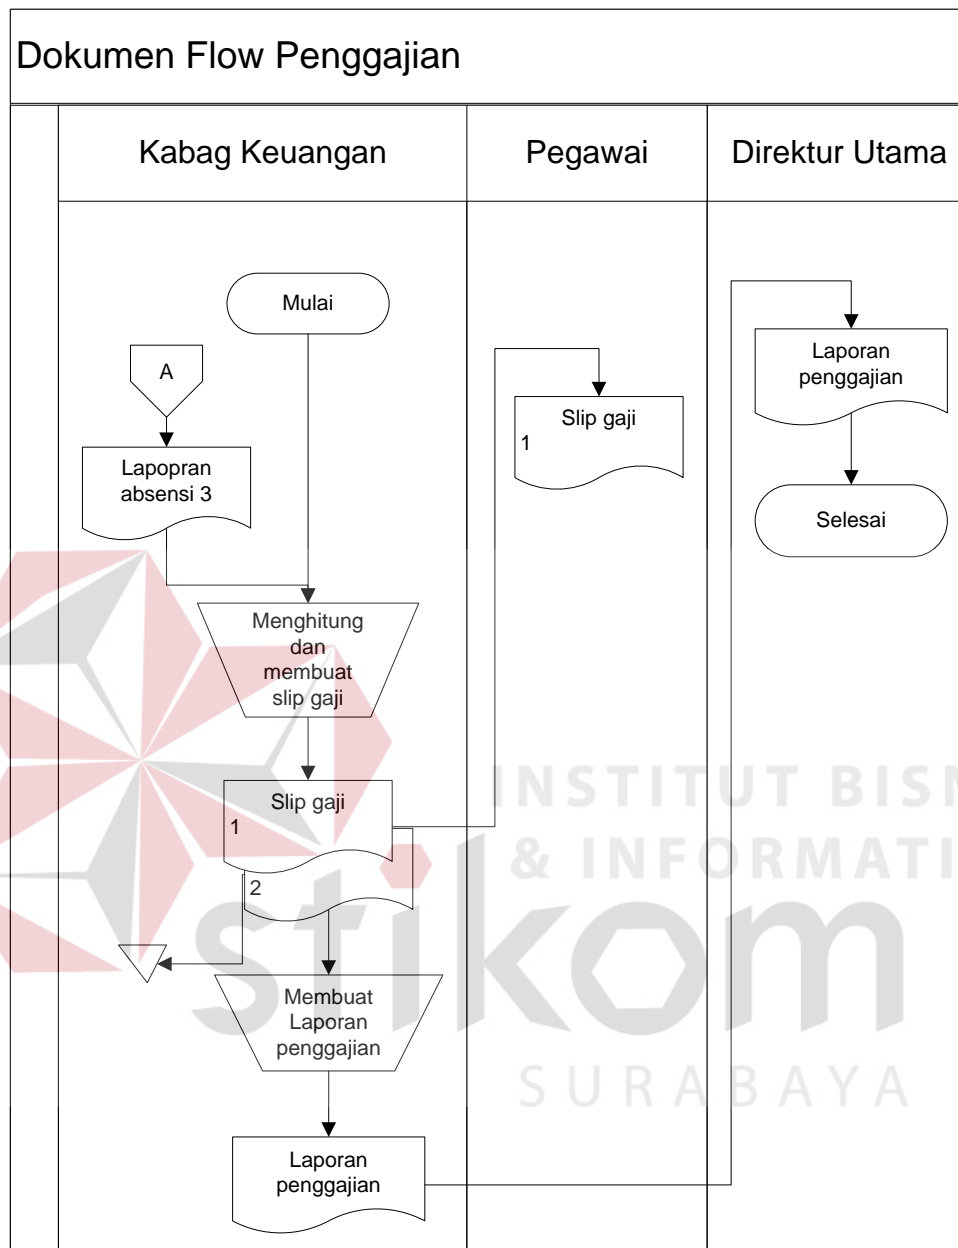 Dokumen Flow Penggajian
Kabag Keuangan
Pegawai
Direktur Utama
Mulai
A
Lapopran
absensi 3
Menghitung
dan
membuat
slip gaji
Slip gaji
1
2
Membuat
Laporan
penggajian
Laporan
penggajian
Slip gaji
1
Laporan
penggajian
Selesai
INSTITUT BISN
& INFORMATI
stikom
SURABAYA